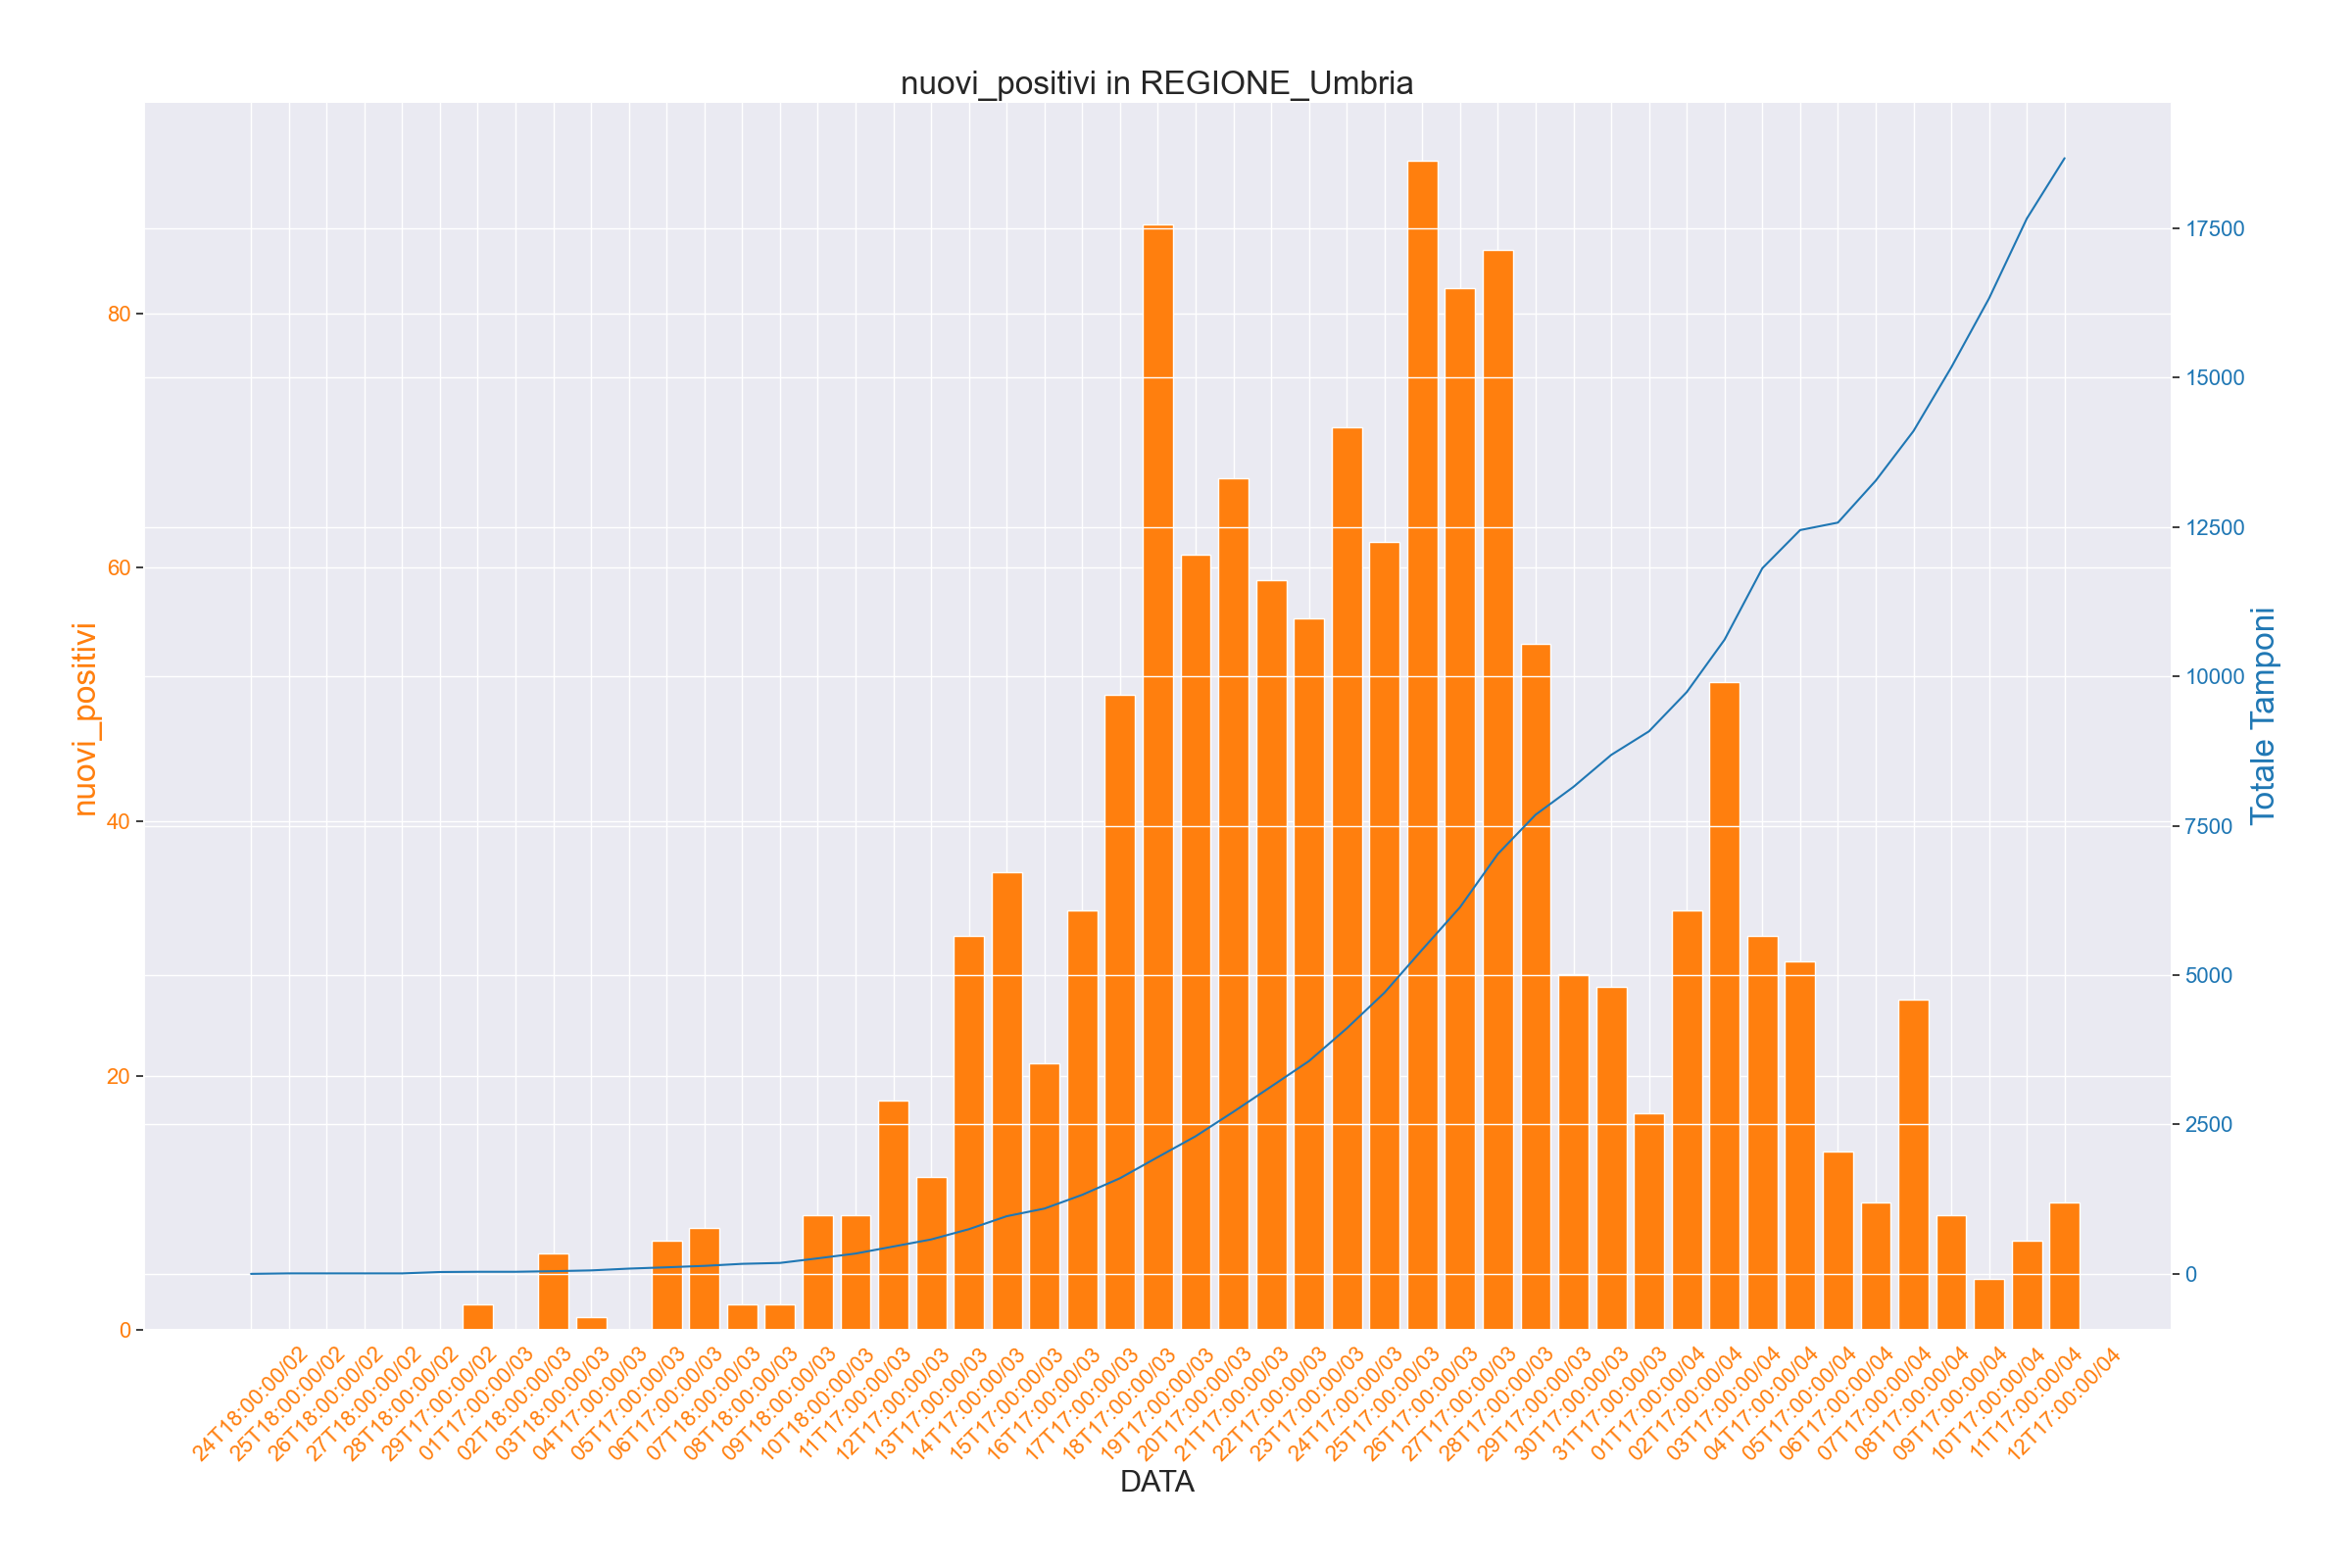 nuovi_positivi in REGIONE_Umbria
nuovi_positivi
80
60
40
20
0
Totale Tamponi
17500
15000
12500
10000
7500
5000
2500
0
24T18:00:00/02
25T18:00:00/02
26T18:00:00/02
27T18:00:00/02
28T18:00:00/02
29T17:00:00/02
01T17:00:00/03
02T18:00:00/03
03T18:00:00/03
04T17:00:00/03
05T17:00:00/03
06T17:00:00/03
07T18:00:00/03
08T18:00:00/03
09T18:00:00/03
10T18:00:00/03
11T17:00:00/03
12T17:00:00/03
13T17:00:00/03
14T17:00:00/03
15T17:00:00/03
16T17:00:00/03
17T17:00:00/03
18T17:00:00/03
19T17:00:00/03
20T17:00:00/03
21T17:00:00/03
22T17:00:00/03
23T17:00:00/03
24T17:00:00/03
25T17:00:00/03
26T17:00:00/03
27T17:00:00/03
28T17:00:00/03
29T17:00:00/03
30T17:00:00/03
31T17:00:00/03
01T17:00:00/04
02T17:00:00/04
03T17:00:00/04
04T17:00:00/04
05T17:00:00/04
06T17:00:00/04
07T17:00:00/04
08T17:00:00/04
09T17:00:00/04
10T17:00:00/04
11T17:00:00/04
12T17:00:00/04
DATA